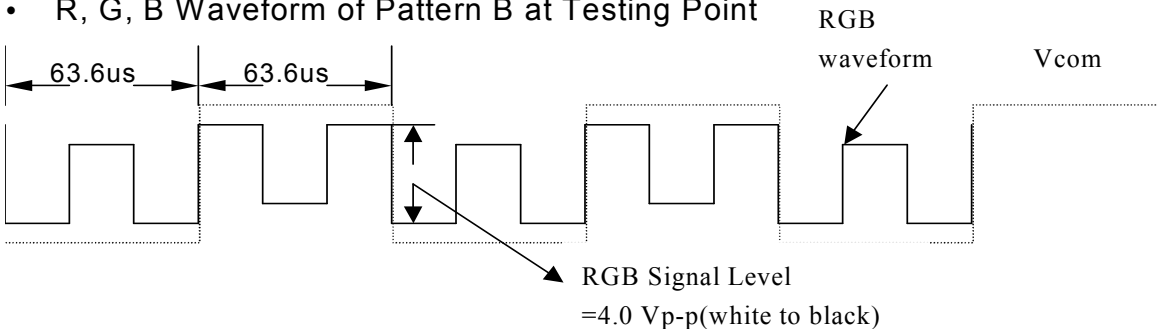 • R, G, B Waveform of Pattern B at Testing Point
RGB
waveform
Vcom
63.6us
63.6us
RGB Signal Level
=4.0 Vp-p(white to black)